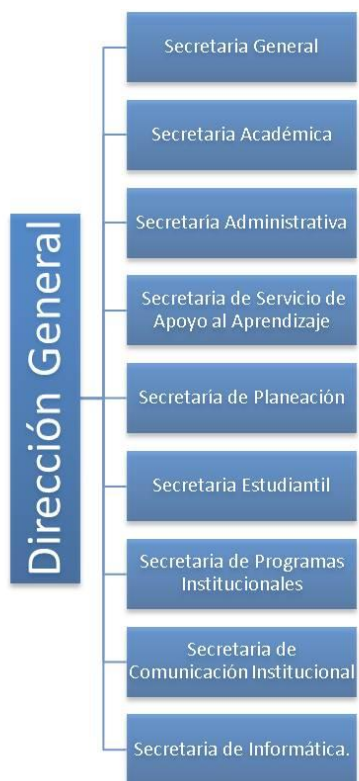 Dirección General
Secretaria General
Secretaria Académica
Secretaría Administrativa
Secretaria de Servicio de
Apoyo al Aprendizaje
Secretaría de Planeación
Secretaria Estudiantil
Secretaria de Programas
Institucionales
Secretaria de
Comunicación Institucional
Secretaria de Informática.